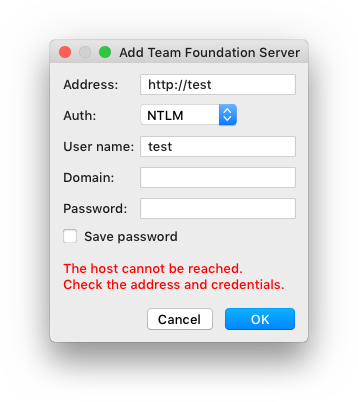 Add Team Foundation Server
Address: http://test
Auth: NTLM
User name: test
Domain:
Password:
Save password
The host cannot be reached.
Check the address and credentials.
Cancel OK